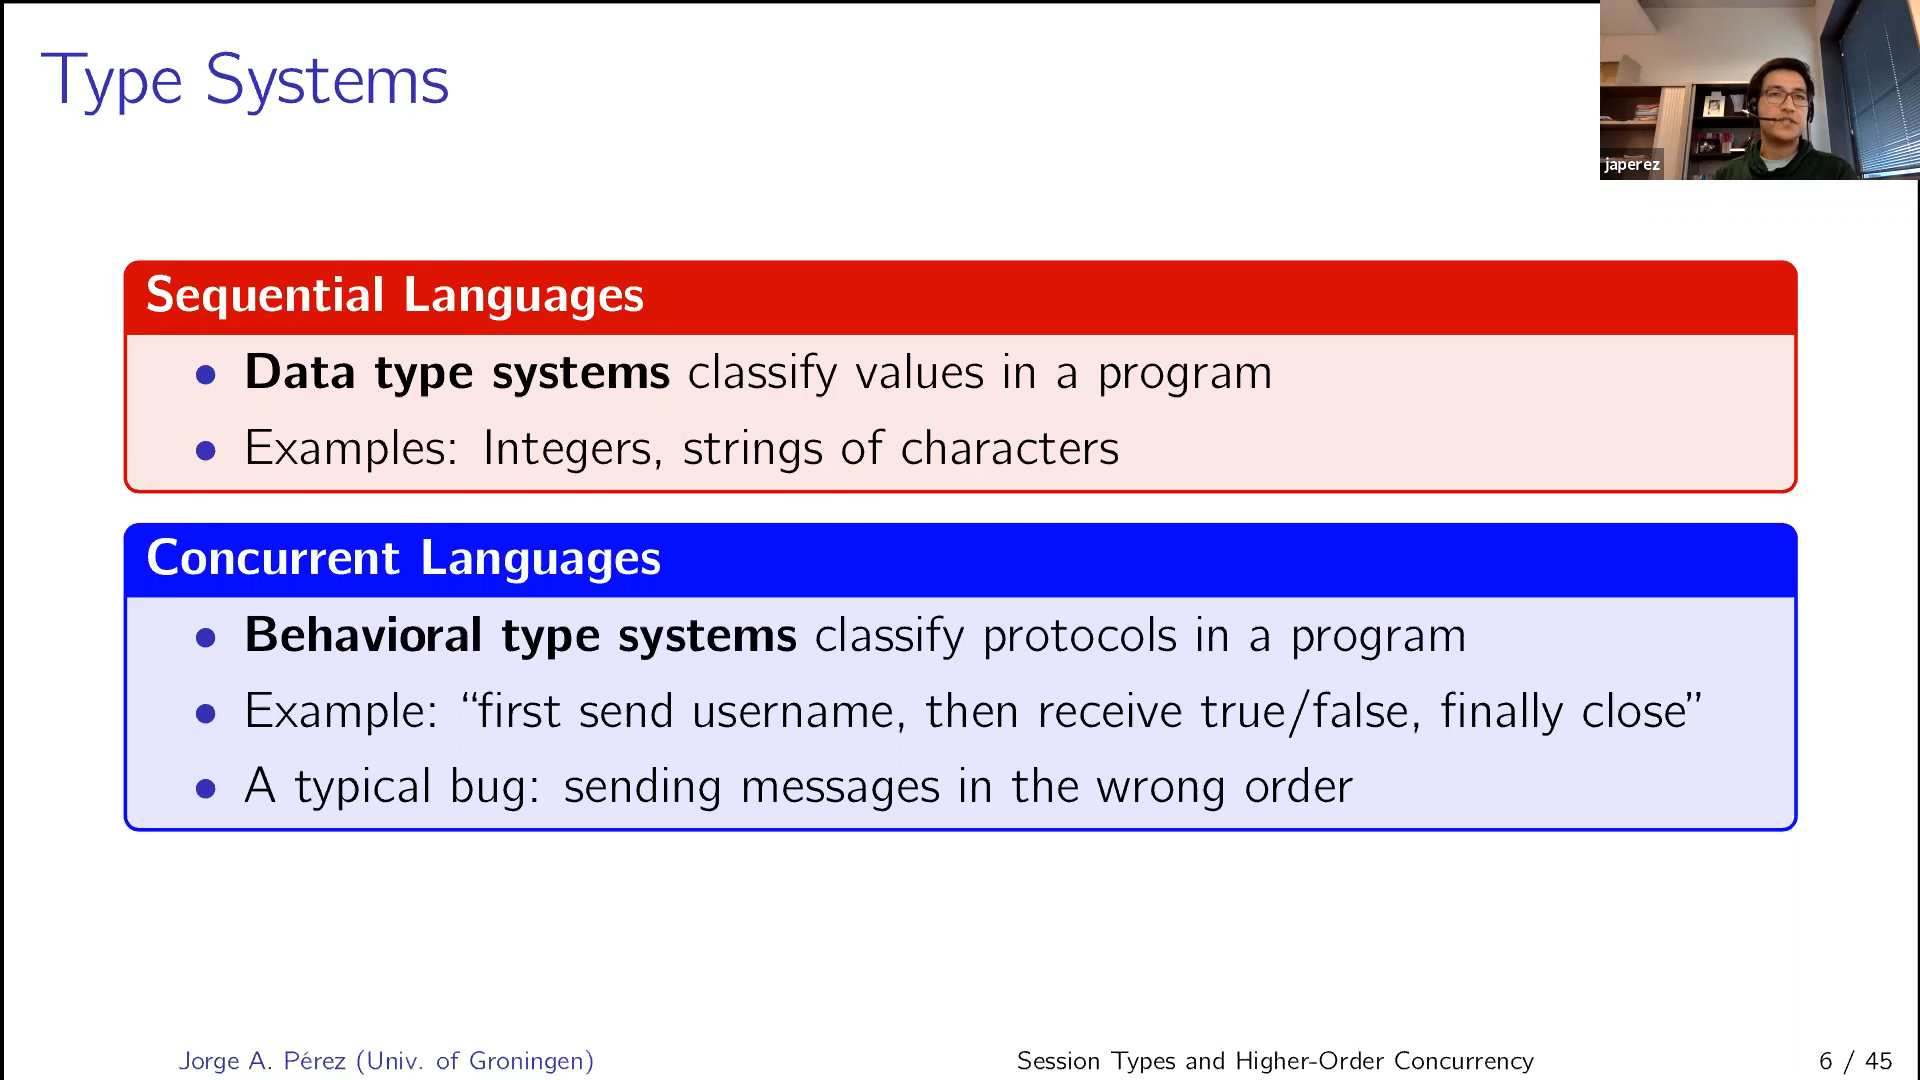 Type Systems
japerez
Sequential Languages
• Data type systems classify values in a program
• Examples: Integers, strings of characters
Concurrent Languages
• Behavioral type systems classify protocols in a program
• Example: “first send username, then receive true/false, finally close”
• A typical bug: sending messages in the wrong order
Jorge A. Pérez (Univ. of Groningen) Session Types and Higher-Order Concurrency 6 / 45